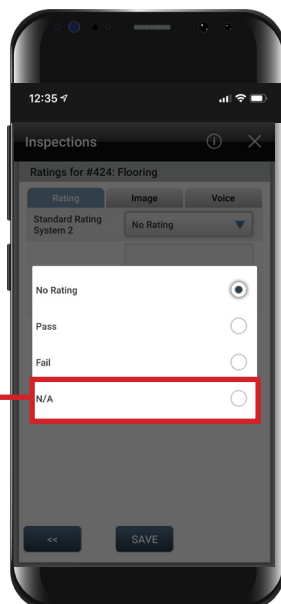 12:35
Inspections
Ratings for #424: Flooring
Rating Image Voice
Standard Rating
System 2
No Rating
No Rating
Pass
Fail
N/A
<< SAVE